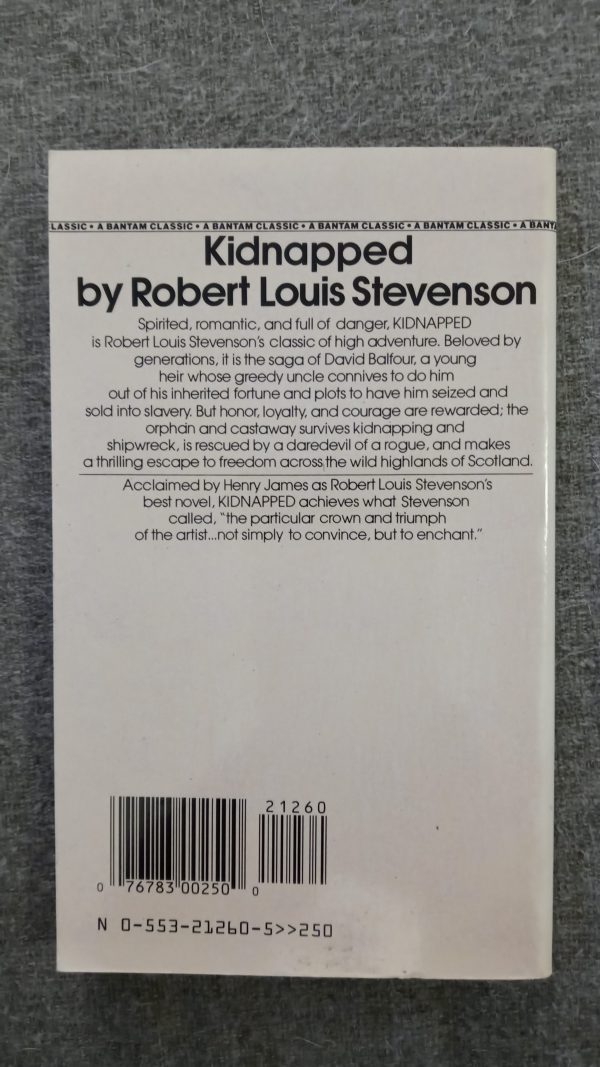 LASSIC • A BANTAM CLASSIC • A BANTAM CLASSIC • A BANTAM CLASSIC • A BANTAM CLASSIC • A BANT
Kidnapped
by Robert Louis Stevenson
Spirited, romantic, and full of danger, KIDNAPPED
is Robert Louis Stevenson's classic of high adventure. Beloved by
generations, it is the saga of David Balfour, a young
heir whose greedy uncle connives to do him
out of his inherited fortune and plots to have him seized and
sold into slavery. But honor, loyalty, and courage are rewarded; the
orphan and castaway survives kidnapping and
shipwreck, is rescued by a daredevil of a rogue, and makes
a thrilling escape to freedom across the wild highlands of Scotland.
Acclaimed by Henry James as Robert Louis Stevenson's
best novel, KIDNAPPED achieves what Stevenson
called, "the particular crown and triumph
of the artist...not simply to convince, but to enchant."
21260
0 76783 00250 0
N 0-553-21260-5>>250